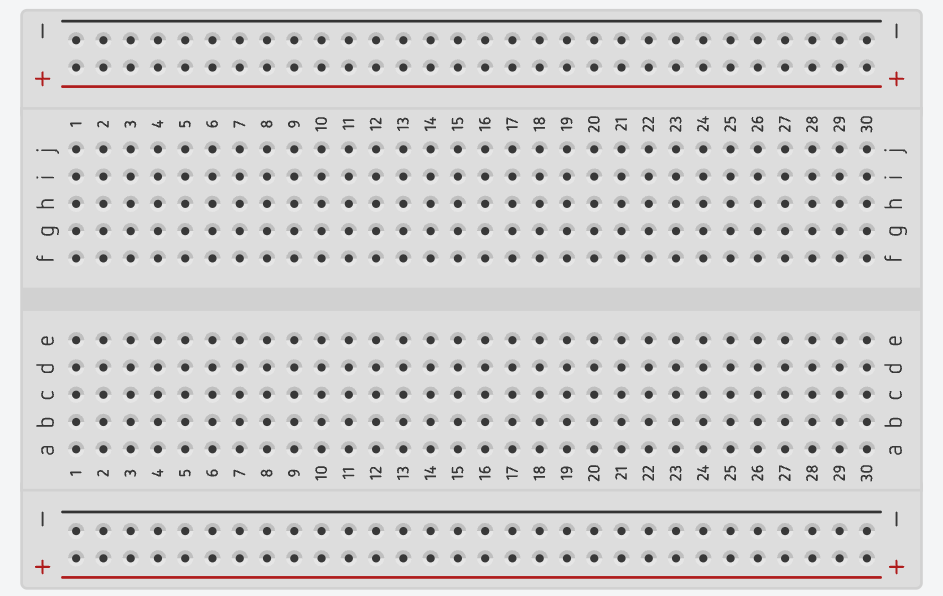 − −
+ +
1 2 3 4 5 6 7 8 9 10 11 12 13 14 15 16 17 18 19 20 21 22 23 24 25 26 27 28 29 30
j j
i i
h h
g g
f f
e e
d d
c c
b b
a a
1 2 3 4 5 6 7 8 9 10 11 12 13 14 15 16 17 18 19 20 21 22 23 24 25 26 27 28 29 30
− −
+ +